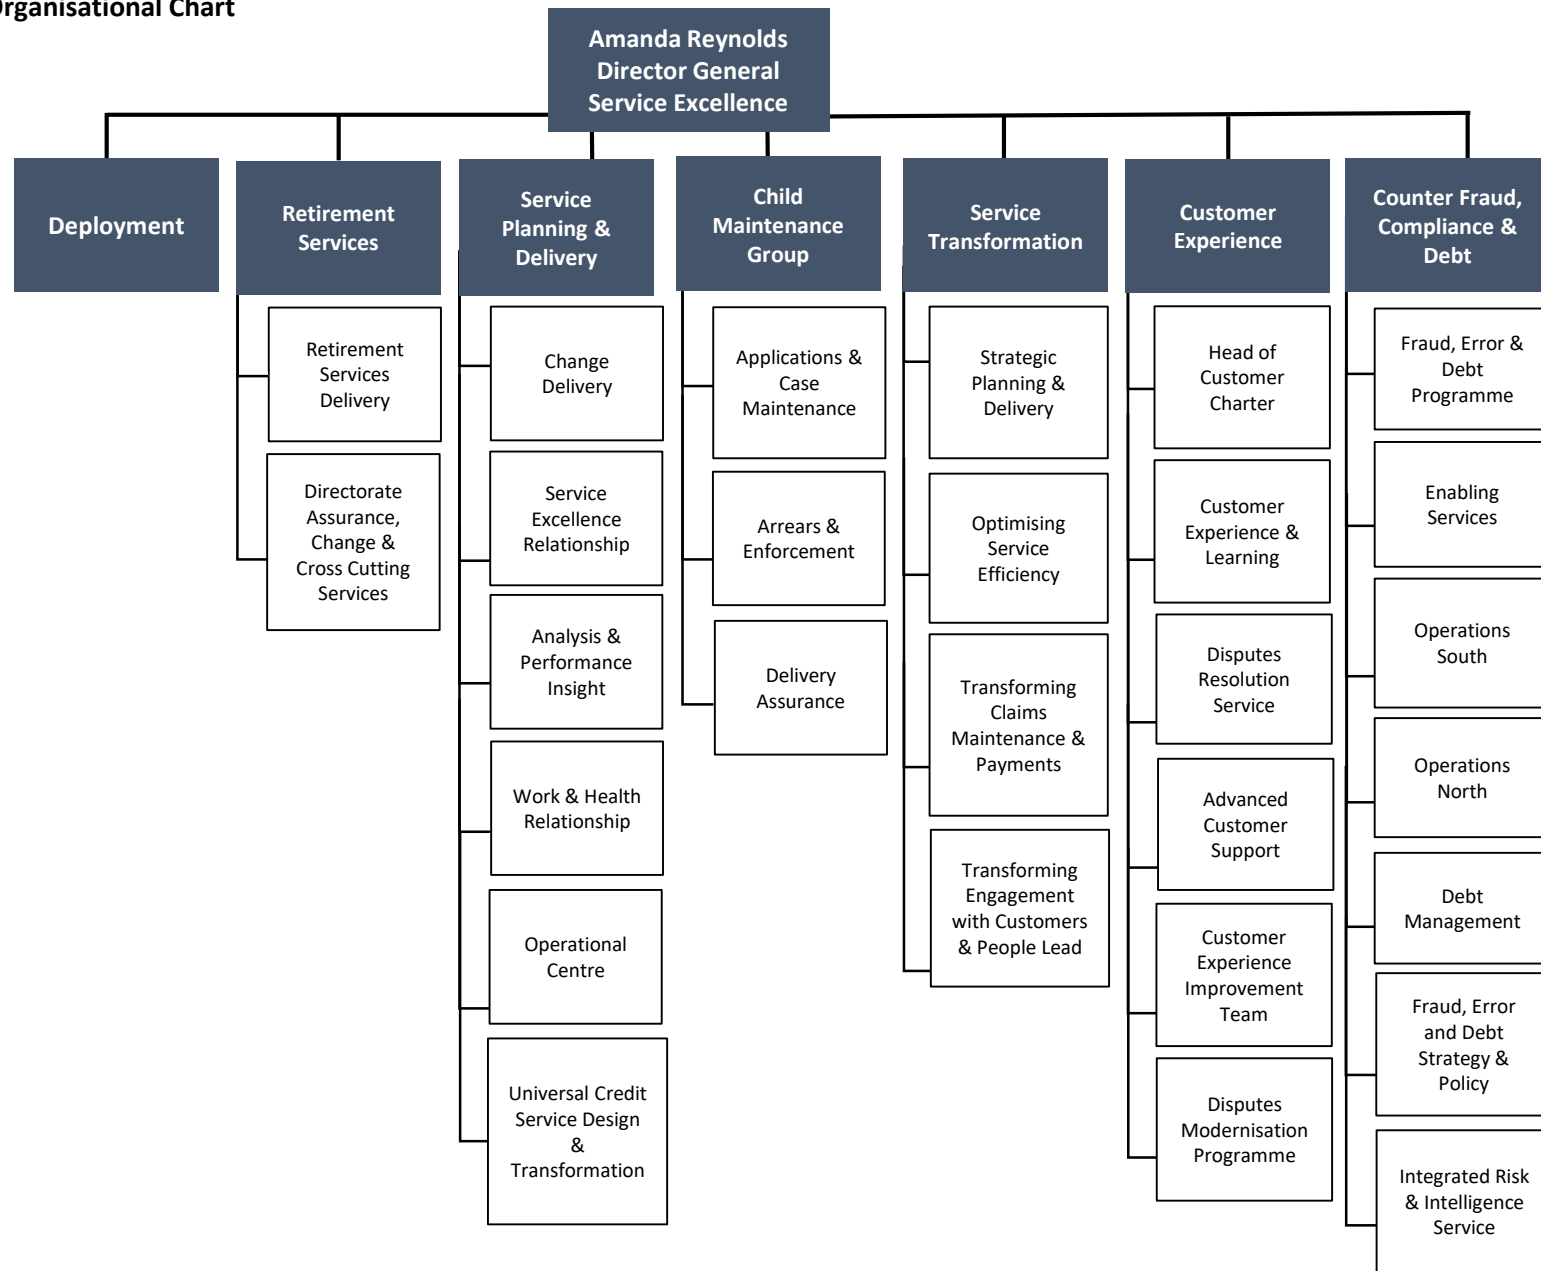 Organisational Chart
Amanda Reynolds
Director General
Service Excellence
Deployment
Retirement
Services
Service
Planning &
Delivery
Child
Maintenance
Group
Service
Transformation
Customer
Experience
Counter Fraud,
Compliance &
Debt
Retirement
Services
Delivery
Directorate
Assurance,
Change &
Cross Cutting
Services
Change
Delivery
Service
Excellence
Relationship
Analysis &
Performance
Insight
Work & Health
Relationship
Operational
Centre
Universal Credit
Service Design
&
Transformation
Applications &
Case
Maintenance
Arrears &
Enforcement
Delivery
Assurance
Strategic
Planning &
Delivery
Optimising
Service
Efficiency
Transforming
Claims
Maintenance &
Payments
Transforming
Engagement
with Customers
& People Lead
Head of
Customer
Charter
Customer
Experience &
Learning
Disputes
Resolution
Service
Advanced
Customer
Support
Customer
Experience
Improvement
Team
Disputes
Modernisation
Programme
Fraud, Error &
Debt
Programme
Enabling
Services
Operations
South
Operations
North
Debt
Management
Fraud, Error
and Debt
Strategy &
Policy
Integrated Risk
& Intelligence
Service